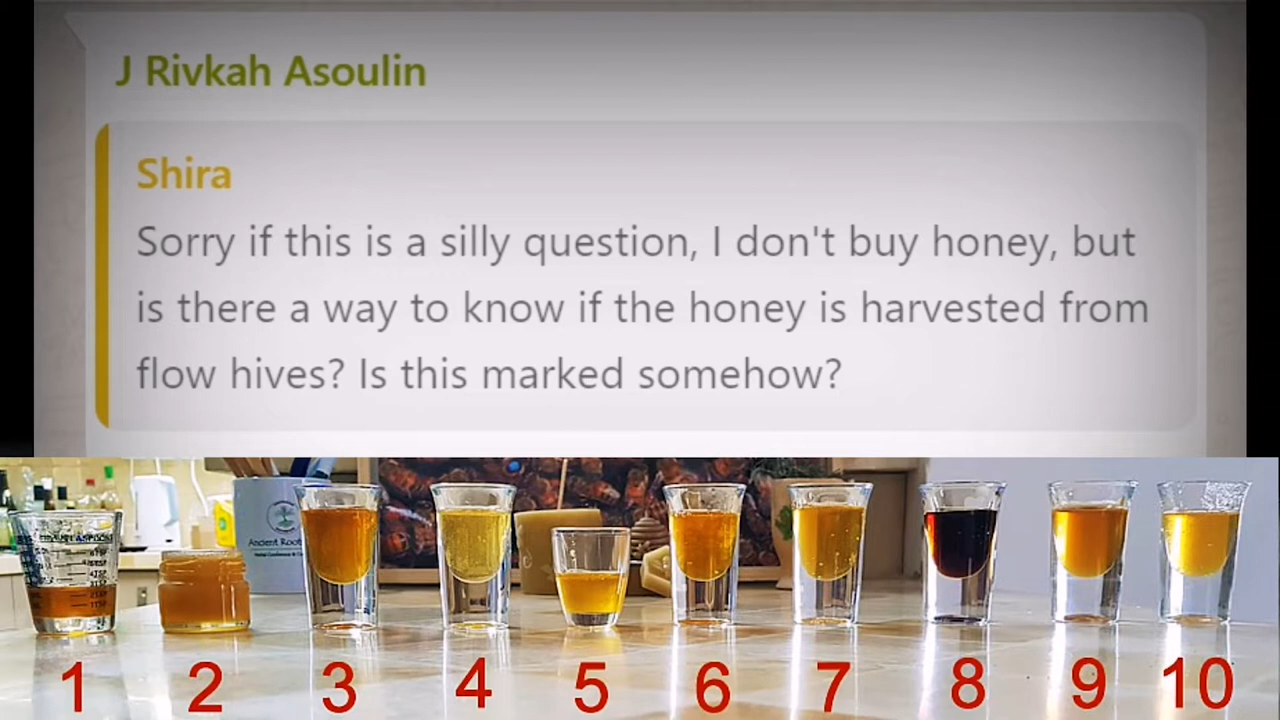 J Rivkah Asoulin
Shira
Sorry if this is a silly question, I don't buy honey, but
is there a way to know if the honey is harvested from
flow hives? Is this marked somehow?
Ancient Roots
1 2 3 4 5 6 7 8 9 10